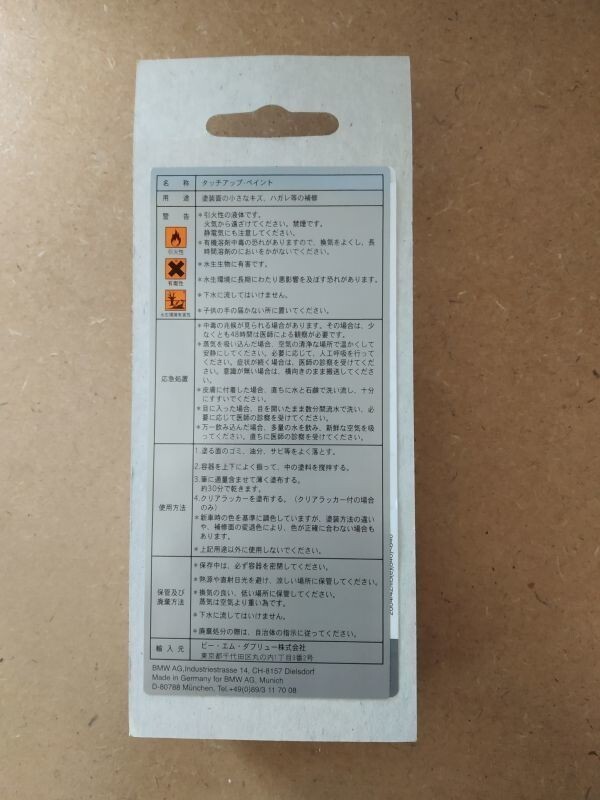 名 称 タッチアップ・ペイント
用 途 塗装面の小さなキズ、ハガレ等の補修
警 告 *引火性の液体です。
火気から遠ざけてください。禁煙です。
静電気にも注意してください。
引火性
*有機溶剤中毒の恐れがありますので、換気をよくし、長
時間溶剤のにおいをかがないでください。
*水生生物に有害です。
有毒性
*水生環境に長期にわたり悪影響を及ぼす恐れがあります。
*下水に流してはいけません。
水生環境有害性
*子供の手の届かない所に置いてください。
応急処置
*中毒の兆候が見られる場合があります。その場合は、少
なくとも48時間は医師による観察が必要です。
*蒸気を吸い込んだ場合、空気の清浄な場所で温かくして
安静にしてください。必要に応じて、人工呼吸を行って
ください。症状が続く場合は、医師の診察を受けてくだ
さい。意識が無い場合は、横向きのまま搬送してくださ
い。
*皮膚に付着した場合、直ちに水と石鹸で洗い流し、十分
にすすいでください。
*目に入った場合、目を開いたまま数分間流水で洗い、必
要に応じて医師の診察を受けてください。
*万一飲み込んだ場合、多量の水を飲み、新鮮な空気を吸
ってください。直ちに医師の診察を受けてください。
使用方法
1.塗る面のゴミ、油分、サビ等をよく落とす。
2.容器を上下によく振って、中の塗料を攪拌する。
3.筆に適量含ませて薄く塗布する。
約30分で乾きます。
4.クリアラッカーを塗布する。(クリアラッカー付の場合
のみ)
*新車時の色を基準に調色していますが、塗装方法の違い
や、補修面の変退色により、色が正確に合わない場合も
あります。
*上記用途以外に使用しないでください。
保管及び
廃棄方法
*保存中は、必ず容器を密閉してください。
*熱源や直射日光を避け、涼しい場所に保管してください。
*換気の良い、低い場所に保管してください。
蒸気は空気より重い為です。
*下水に流してはいけません。
*廃棄処分の際は、自治体の指示に従ってください。
輸 入 元 ビー・エム・ダブリュー株式会社
東京都千代田区丸の内1丁目9番2号
BMW AG,Industriestrasse 14, CH-8157 Dielsdorf
Made in Germany for BMW AG, Munich
D-80788 München, Tel.+49(0)89/3 11 70 08